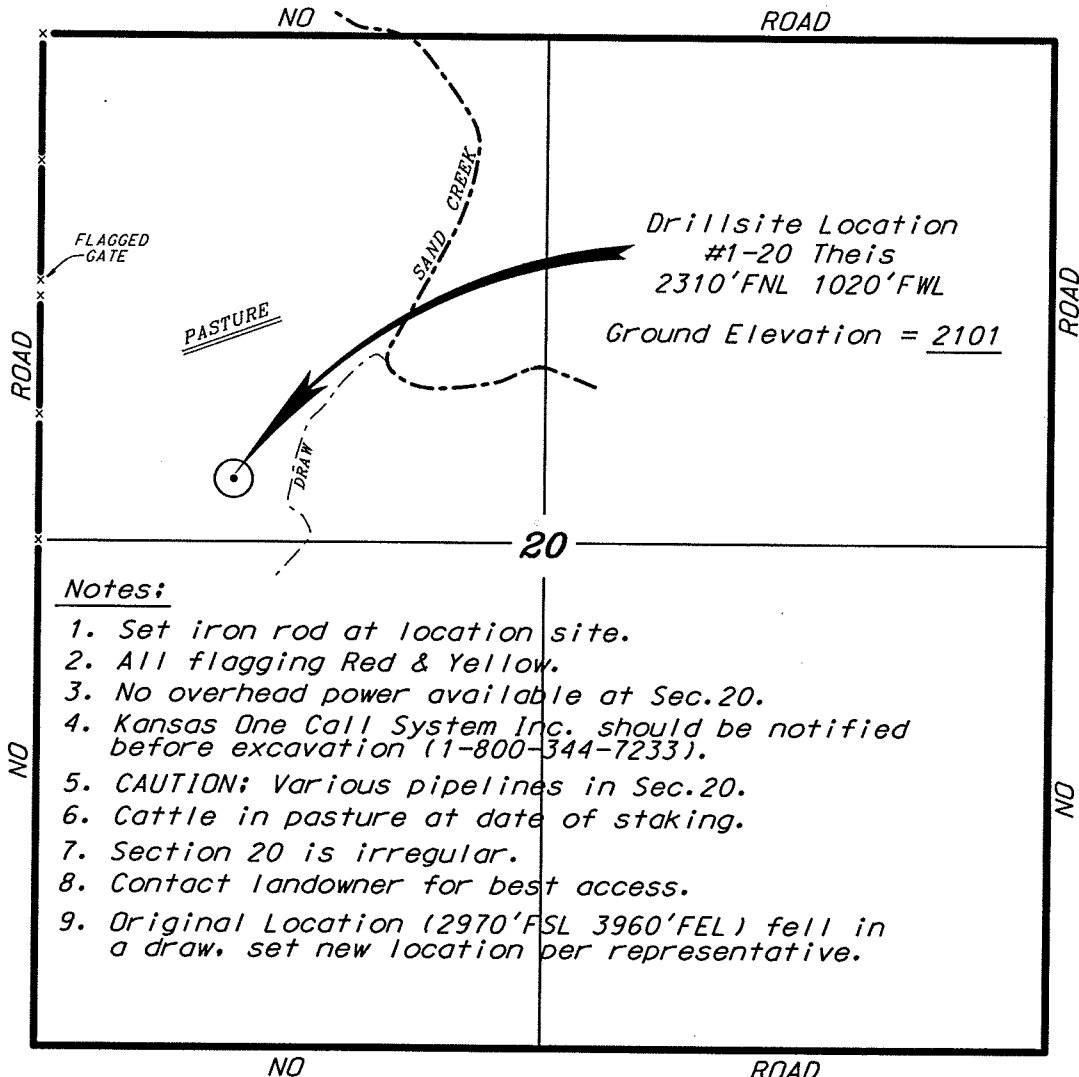 NO ROAD
FLAGGED
GATE
ROAD
PASTURE
SAND CREEK
DRAW
Drillsite Location
#1-20 Theis
2310'FNL 1020'FWL
Ground Elevation = 2101
ROAD
20
Notes:
1. Set iron rod at location site.
2. All flagging Red & Yellow.
3. No overhead power available at Sec.20.
4. Kansas One Call System Inc. should be notified
before excavation (1-800-344-7233).
5. CAUTION: Various pipelines in Sec.20.
6. Cattle in pasture at date of staking.
7. Section 20 is irregular.
8. Contact landowner for best access.
9. Original Location (2970'FSL 3960'FEL) fell in
a draw, set new location per representative.
NO
NO
NO ROAD